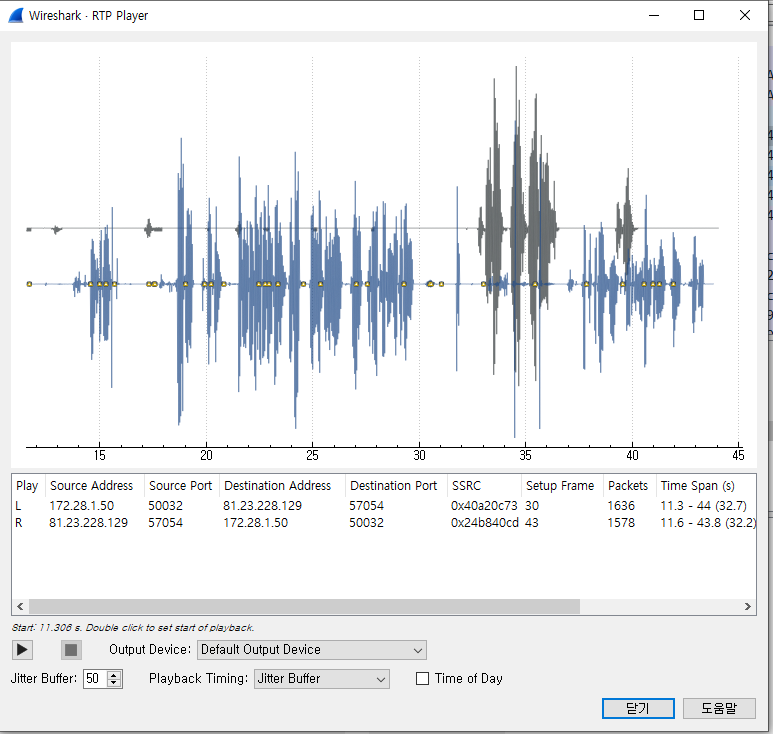 Wireshark · RTP Player
15 20 25 30 35 40 45
Play Source Address Source Port Destination Address Destination Port SSRC Setup Frame Packets Time Span (s)
L 172.28.1.50 50032 81.23.228.129 57054 0x40a20c73 30 1636 11.3 - 44 (32.7)
R 81.23.228.129 57054 172.28.1.50 50032 0x24b840cd 43 1578 11.6 - 43.8 (32.2)
Start: 11.306 s. Double click to set start of playback.
Output Device: Default Output Device
Jitter Buffer: 50 Playback Timing: Jitter Buffer Time of Day
닫기 도움말